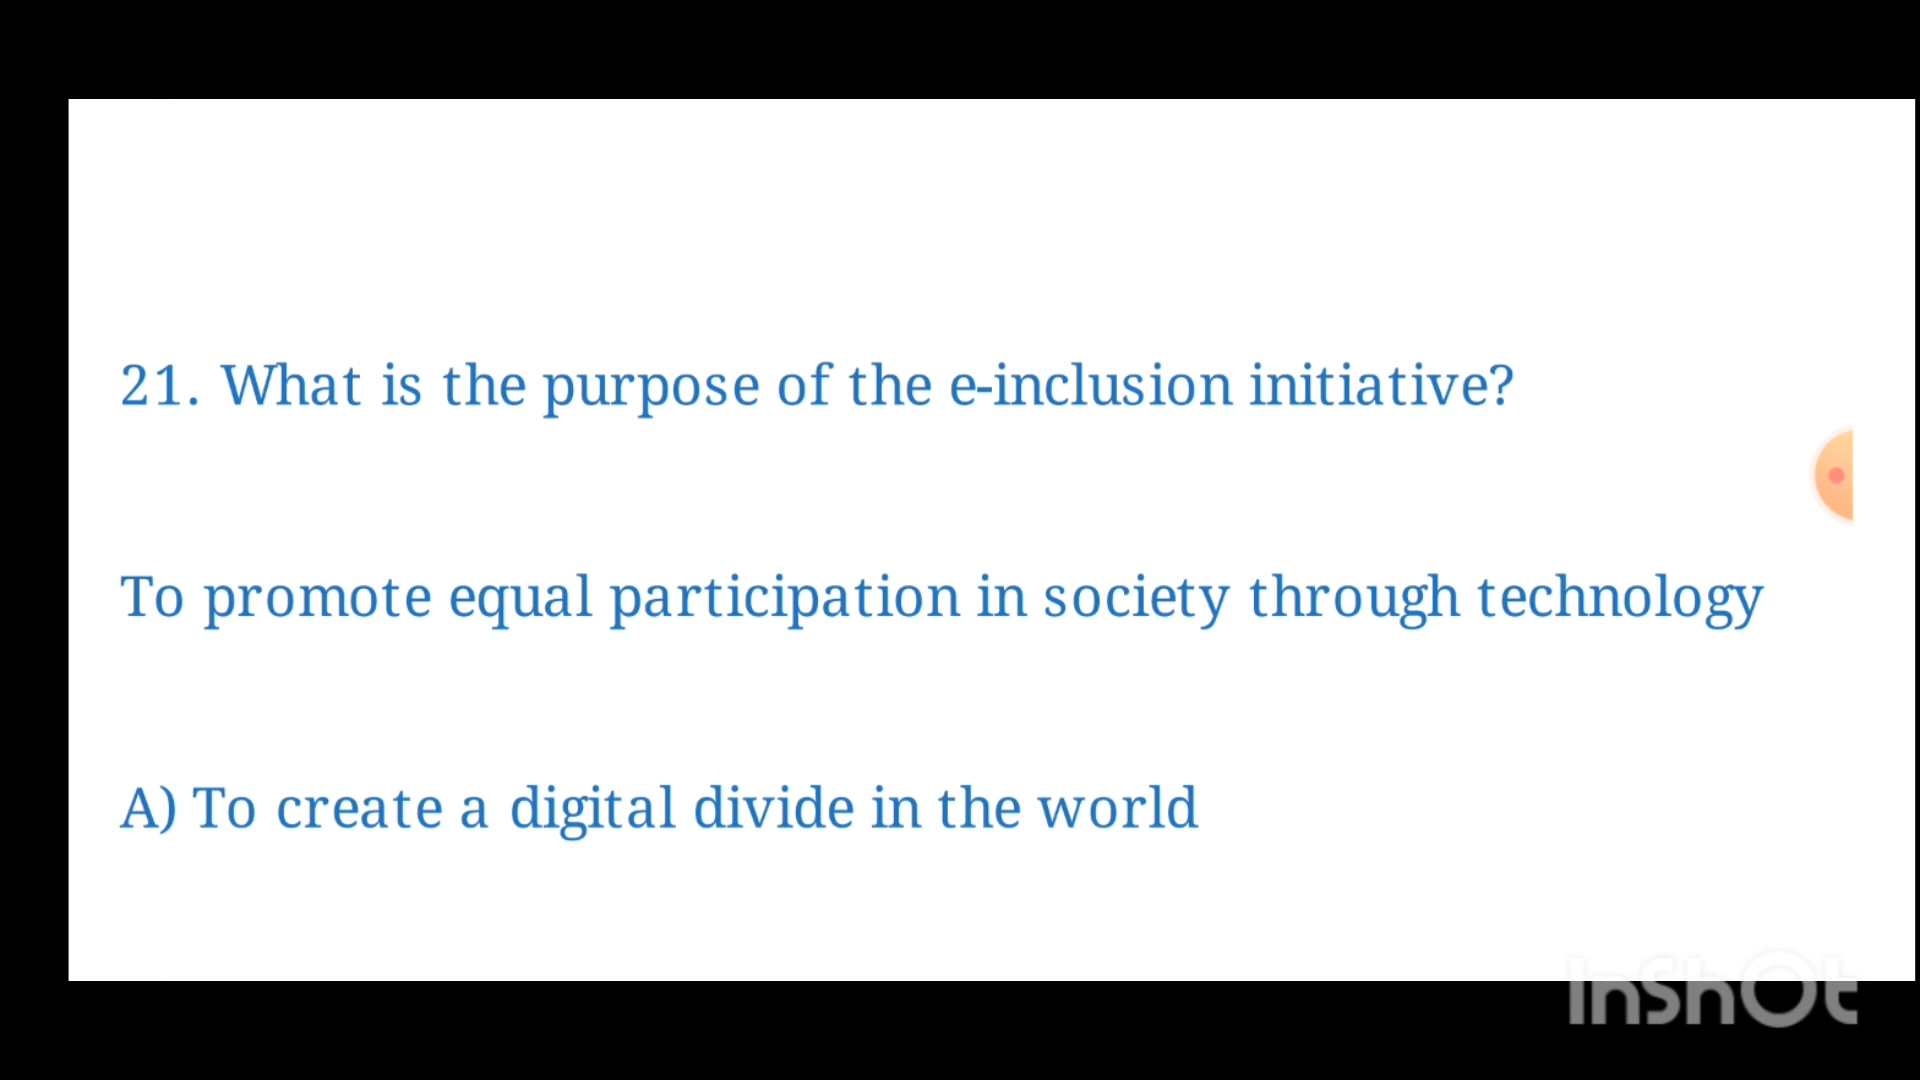 21. What is the purpose of the e-inclusion initiative?
To promote equal participation in society through technology
A) To create a digital divide in the world
InShOt